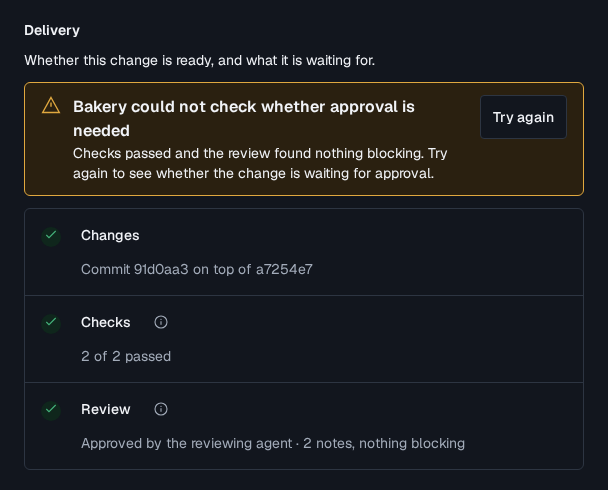 Delivery
Whether this change is ready, and what it is waiting for.
Bakery could not check whether approval is
needed
Checks passed and the review found nothing blocking. Try
again to see whether the change is waiting for approval.
Try again
Changes
Commit 91d0aa3 on top of a7254e7
Checks
2 of 2 passed
Review
Approved by the reviewing agent · 2 notes, nothing blocking